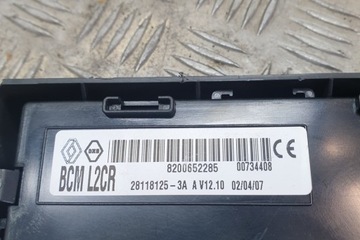 8200652285 00734408
BCM L2CR
28118125-3A A V12.10 02/04/07